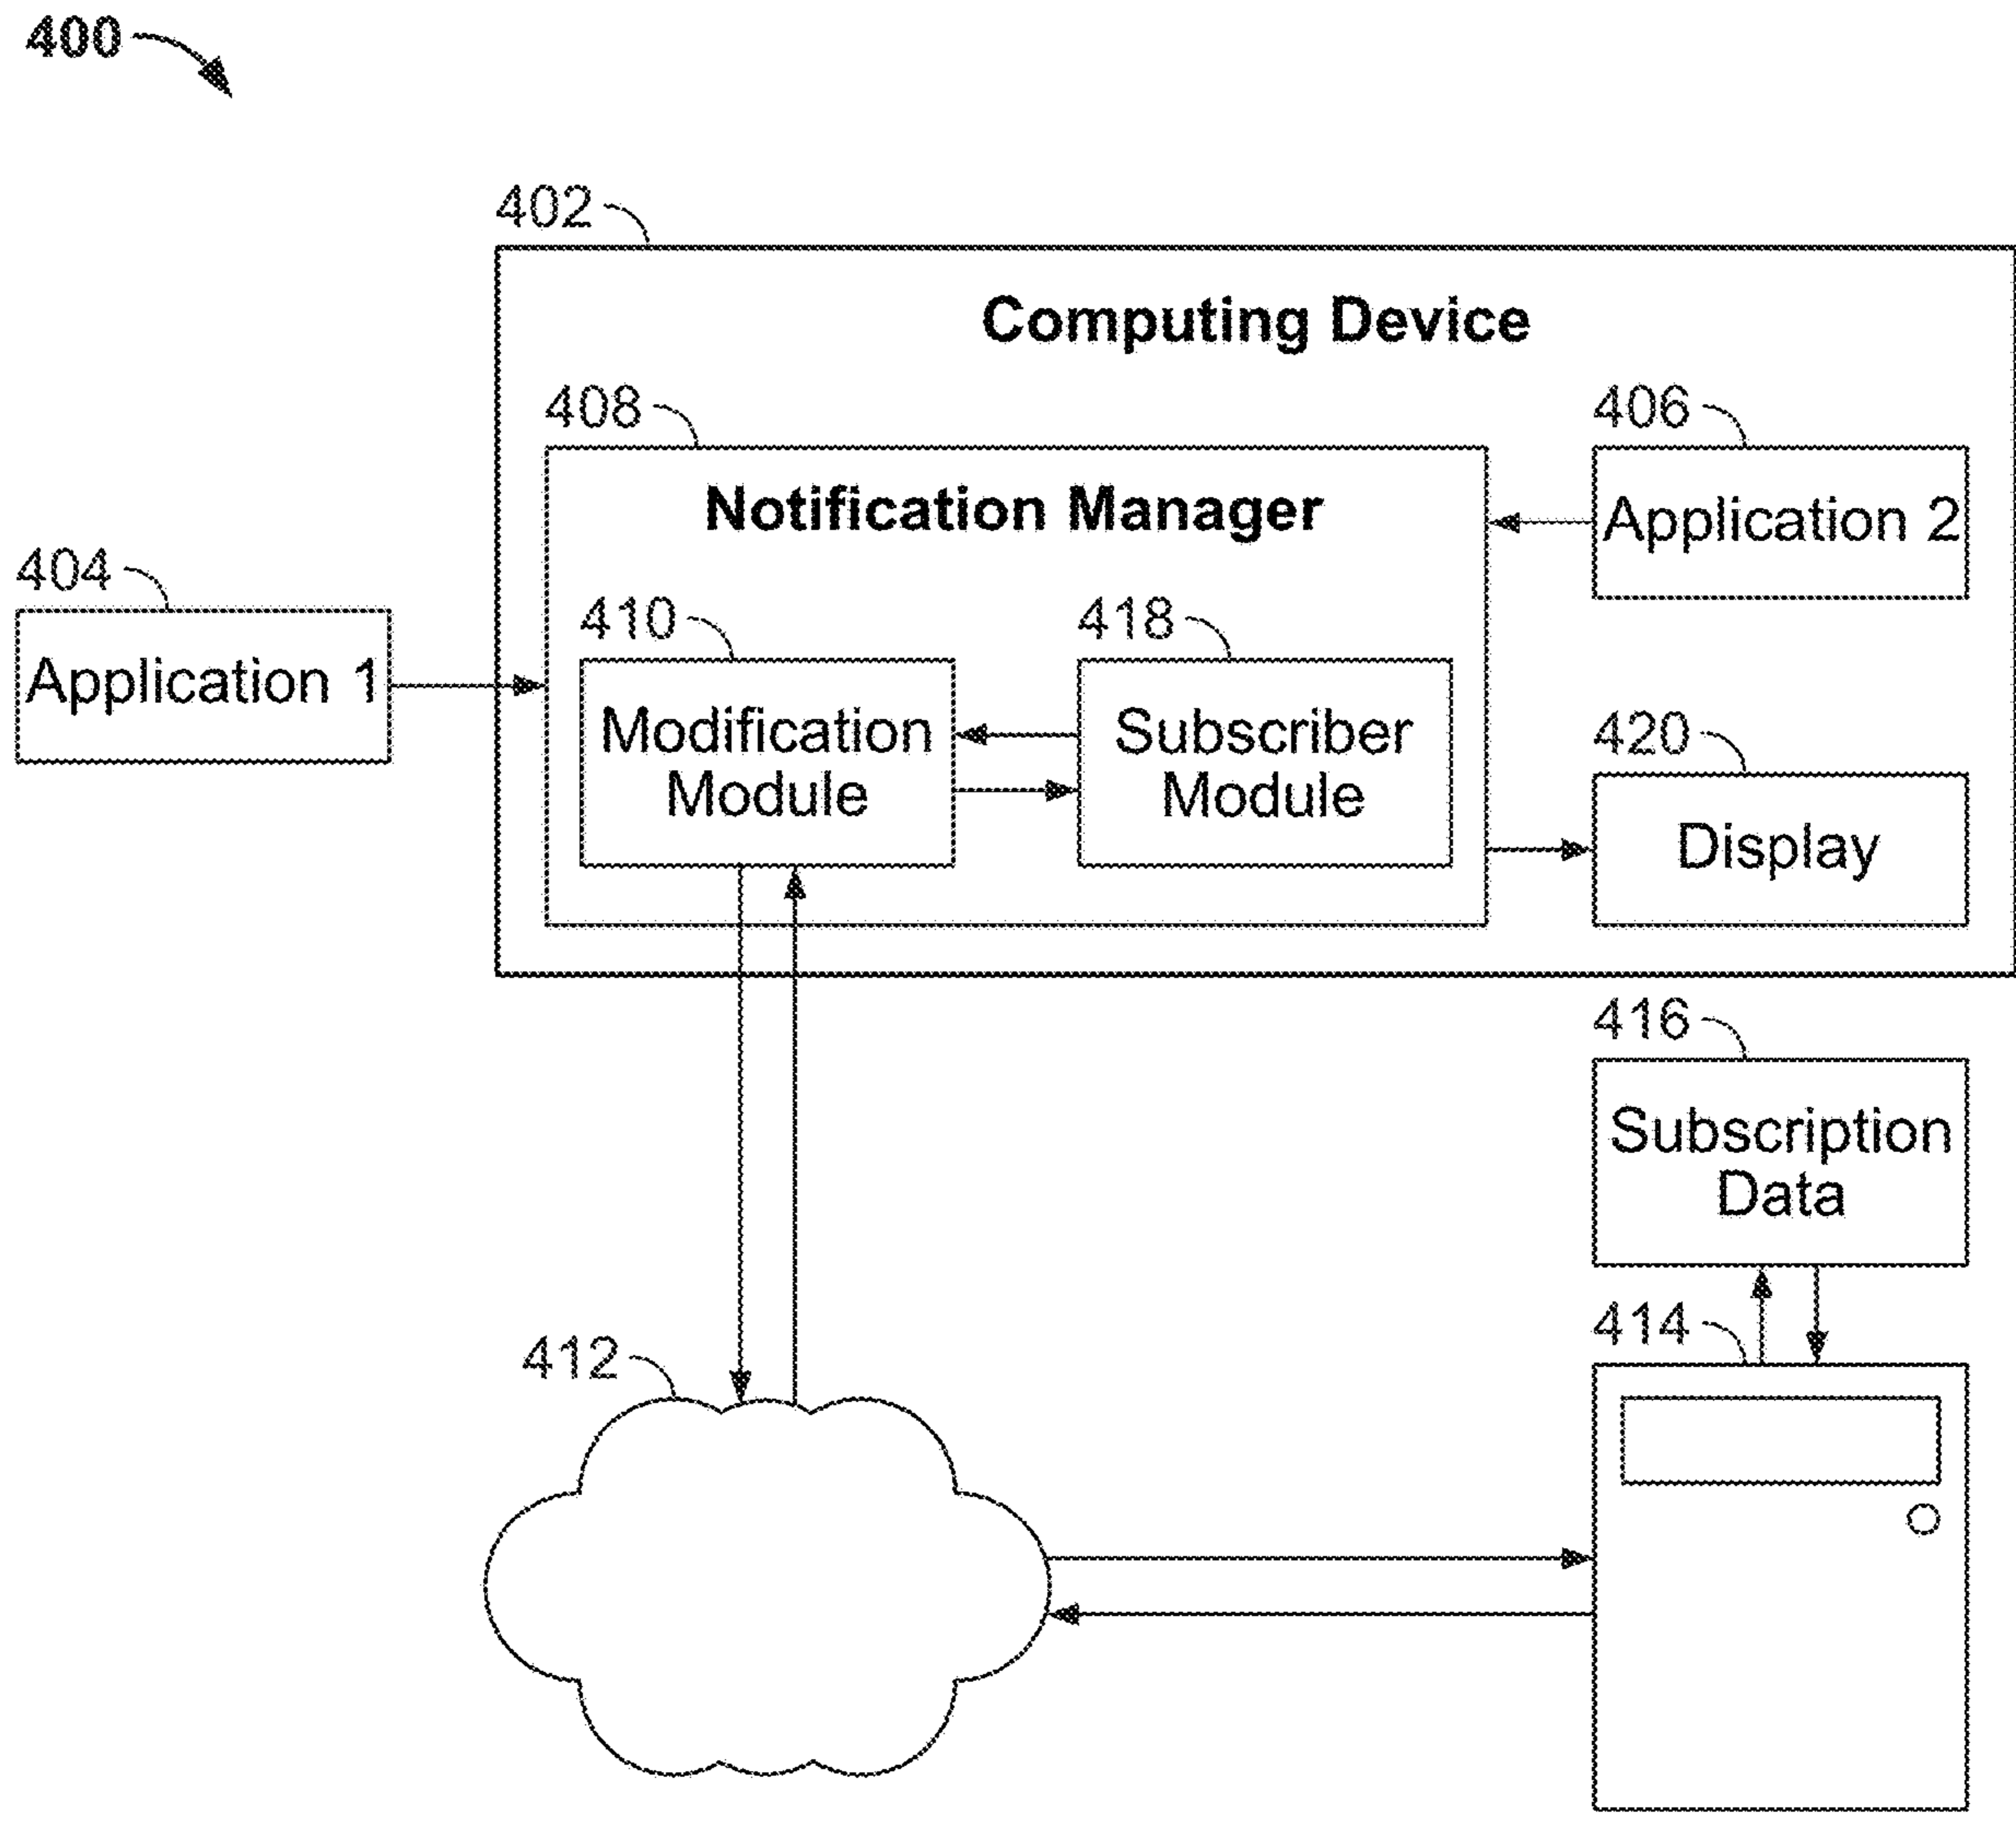 400
402
Computing Device
408
406
Notification Manager
Application 2
404
410
418
Application 1
Modification
Module
Subscriber
Module
420
Display
416
Subscription
Data
414
412